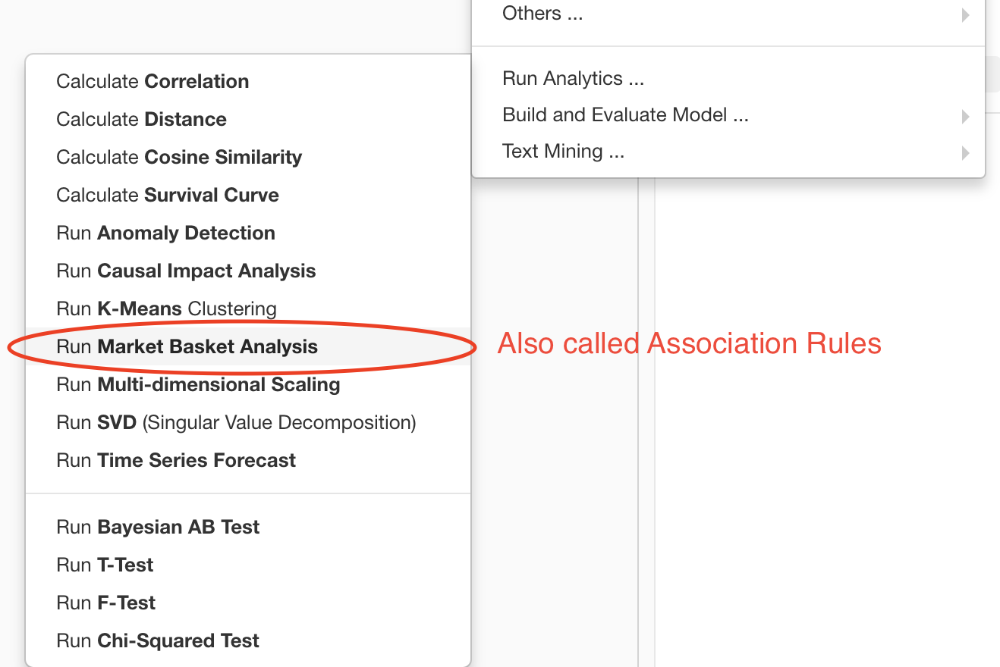 Others ...
Run Analytics ...
Build and Evaluate Model ...
Text Mining ...
Calculate Correlation
Calculate Distance
Calculate Cosine Similarity
Calculate Survival Curve
Run Anomaly Detection
Run Causal Impact Analysis
Run K-Means Clustering
Run Market Basket Analysis
Also called Association Rules
Run Multi-dimensional Scaling
Run SVD (Singular Value Decomposition)
Run Time Series Forecast
Run Bayesian AB Test
Run T-Test
Run F-Test
Run Chi-Squared Test